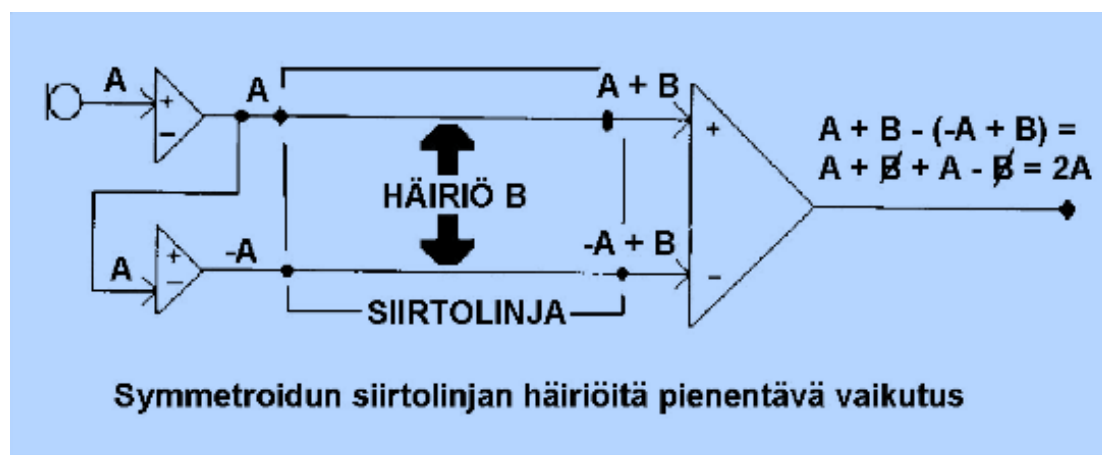 A
+
−
A
A + B
+
A + B - (-A + B) =
A + B + A - B = 2A
HÄIRIÖ B
A
+
−
-A
-A + B
−
SIIRTOLINJA
Symmetroidun siirtolinjan häiriöitä pienentävä vaikutus